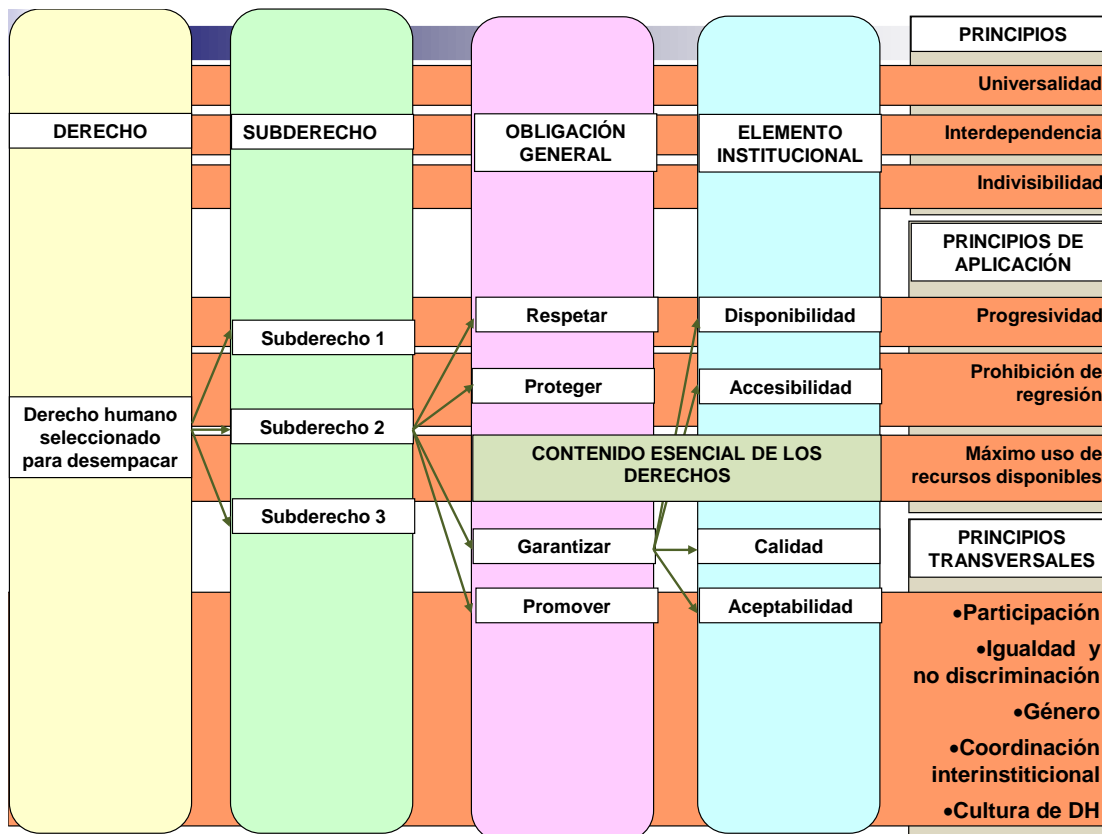 DERECHO
Derecho humano
seleccionado
para desempacar
SUBDERECHO
Subderecho 1
Subderecho 2
Subderecho 3
OBLIGACIÓN
GENERAL
Respetar
Proteger
CONTENIDO ESENCIAL DE LOS
DERECHOS
Garantizar
Promover
ELEMENTO
INSTITUCIONAL
Disponibilidad
Accesibilidad
Calidad
Aceptabilidad
PRINCIPIOS
Universalidad
Interdependencia
Indivisibilidad
PRINCIPIOS DE
APLICACIÓN
Progresividad
Prohibición de
regresión
Máximo uso de
recursos disponibles
PRINCIPIOS
TRANSVERSALES
•Participación
•Igualdad y
no discriminación
•Género
•Coordinación
interinstiticional
•Cultura de DH